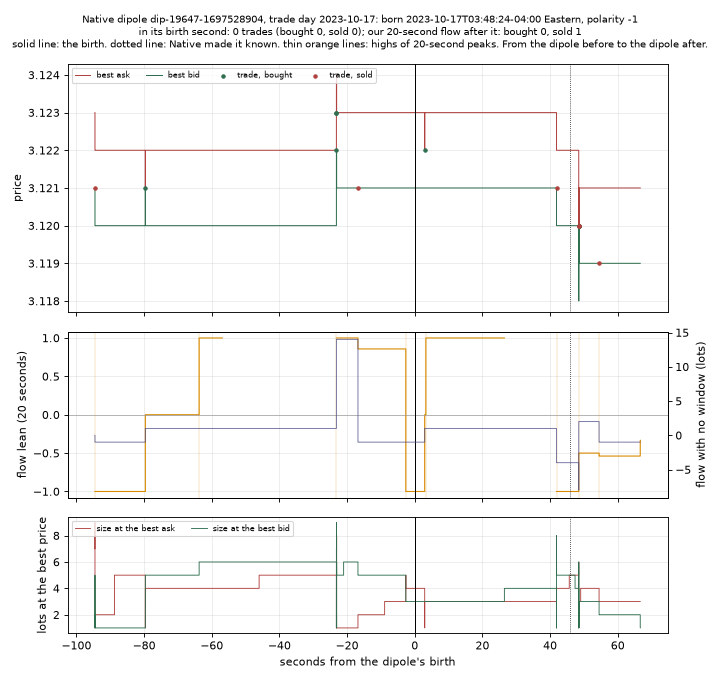 Native dipole dip-19647-1697528904, trade day 2023-10-17: born 2023-10-17T03:48:24-04:00 Eastern, polarity -1
in its birth second: 0 trades (bought 0, sold 0); our 20-second flow after it: bought 0, sold 1
solid line: the birth. dotted line: Native made it known. thin orange lines: highs of 20-second peaks. From the dipole before to the dipole after.
best ask
best bid
trade, bought
trade, sold
3.124
3.123
3.122
3.121
3.120
3.119
3.118
price
1.0
0.5
0.0
−0.5
−1.0
flow lean (20 seconds)
15
10
5
0
−5
flow with no window (lots)
size at the best ask
size at the best bid
8
6
4
2
lots at the best price
−100
−80
−60
−40
−20
0
20
40
60
seconds from the dipole's birth